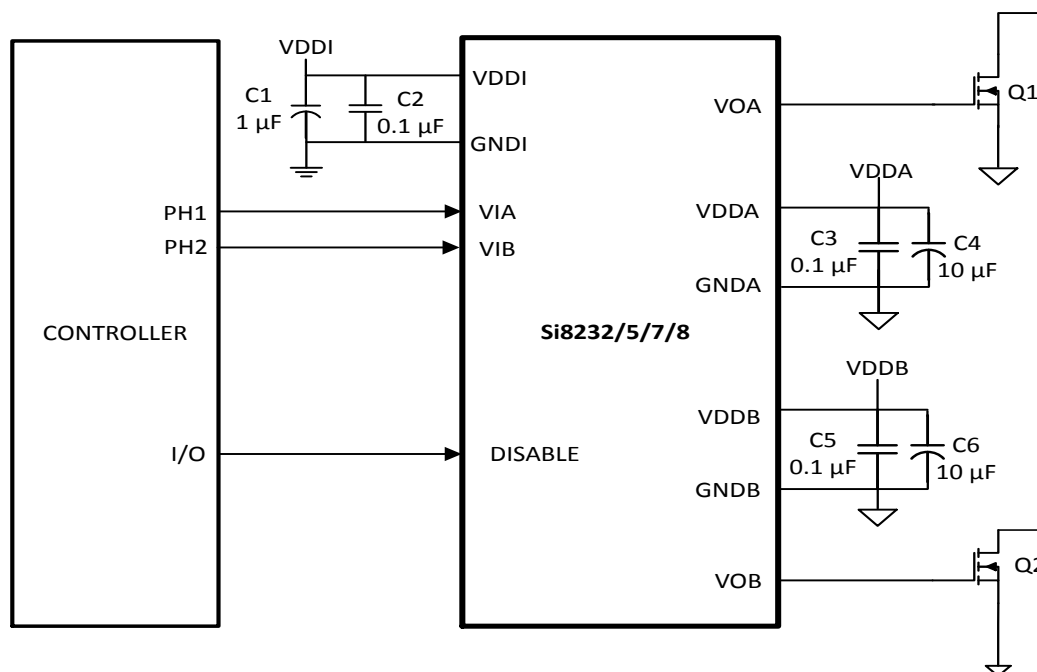 VDDI
C1
1 µF
C2
0.1 µF
VDDI
GNDI
PH1
PH2
VIA
VIB
CONTROLLER
I/O
DISABLE
Si8232/5/7/8
VOA
Q1
VDDA
VDDA
C3
0.1 µF
C4
10 µF
GNDA
VDDB
VDDB
C5
0.1 µF
C6
10 µF
GNDB
VOB
Q2